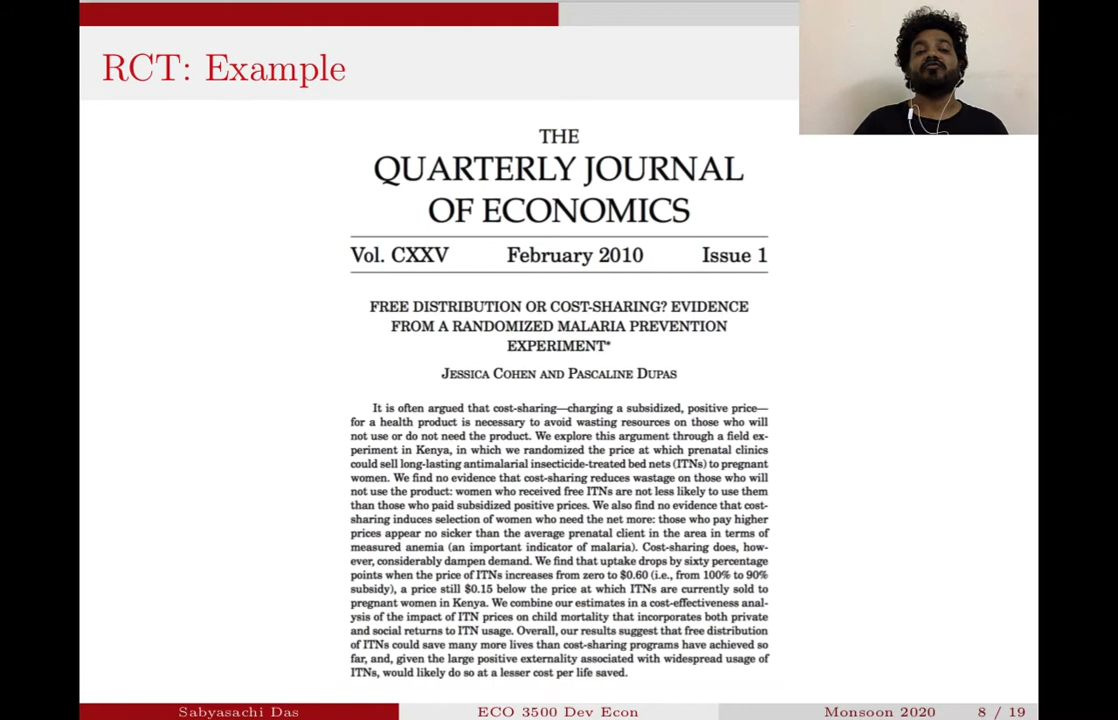 RCT: Example
THE
QUARTERLY JOURNAL
OF ECONOMICS
Vol. CXXV February 2010 Issue 1
FREE DISTRIBUTION OR COST-SHARING? EVIDENCE
FROM A RANDOMIZED MALARIA PREVENTION
EXPERIMENT*
JESSICA COHEN AND PASCALINE DUPAS
It is often argued that cost-sharing—charging a subsidized, positive price—
for a health product is necessary to avoid wasting resources on those who will
not use or do not need the product. We explore this argument through a field ex-
periment in Kenya, in which we randomized the price at which prenatal clinics
could sell long-lasting antimalarial insecticide-treated bed nets (ITNs) to pregnant
women. We find no evidence that cost-sharing reduces wastage on those who will
not use the product: women who received free ITNs are not less likely to use them
than those who paid subsidized positive prices. We also find no evidence that cost-
sharing induces selection of women who need the net more: those who pay higher
prices appear no sicker than the average prenatal client in the area in terms of
measured anemia (an important indicator of malaria). Cost-sharing does, how-
ever, considerably dampen demand. We find that uptake drops by sixty percentage
points when the price of ITNs increases from zero to $0.60 (i.e., from 100% to 90%
subsidy), a price still $0.15 below the price at which ITNs are currently sold to
pregnant women in Kenya. We combine our estimates in a cost-effectiveness anal-
ysis of the impact of ITN prices on child mortality that incorporates both private
and social returns to ITN usage. Overall, our results suggest that free distribution
of ITNs could save many more lives than cost-sharing programs have achieved so
far, and, given the large positive externality associated with widespread usage of
ITNs, would likely do so at a lesser cost per life saved.
Sabyasachi Das ECO 3500 Dev Econ Monsoon 2020 8 / 19